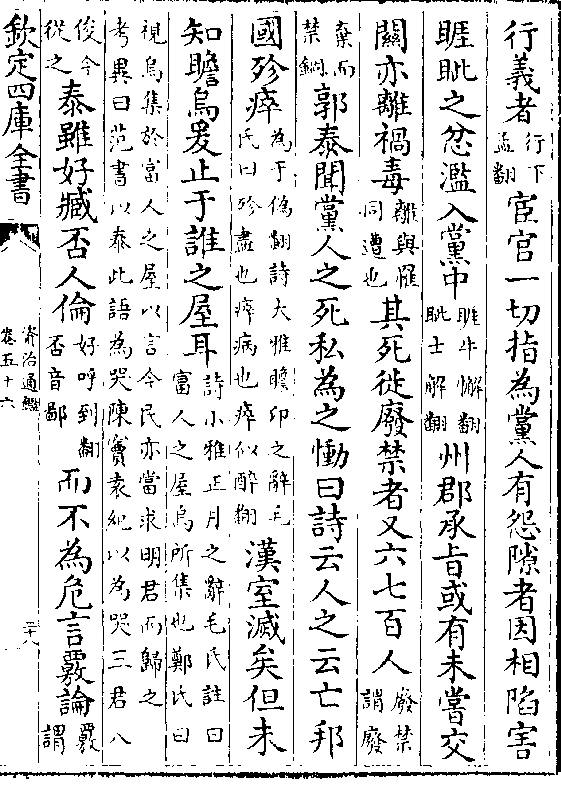 行義者行下孟翻宦官一切指為黨人有怨隙者因相陷害
睚眦之忿濫入黨中睚牛懈翻眦士解翻州郡承旨或有未嘗交
關亦離禍毒離與罹同遭也其死徙廢禁者又六七百人廢禁謂廢
棄而禁錮郭泰聞黨人之死私為之慟曰詩云人之云亡邦
國殄瘁為于偽翻詩大雅瞻卬之辭毛氏曰殄盡也瘁病也瘁似醉翻漢室滅矣但未
知瞻烏爰止于誰之屋耳詩小雅正月之辭毛氏註曰富人之屋烏所集也鄭氏曰
視烏集於富人之屋以言今民亦當求明君而歸之考異曰范書以泰此語為哭陳竇袁紀以為哭三君八
俊今從之泰雖好臧否人倫好呼到翻否音鄙而不為危言覈論覈謂
欽定四庫全書
資治通鑑
卷五十六
二十八